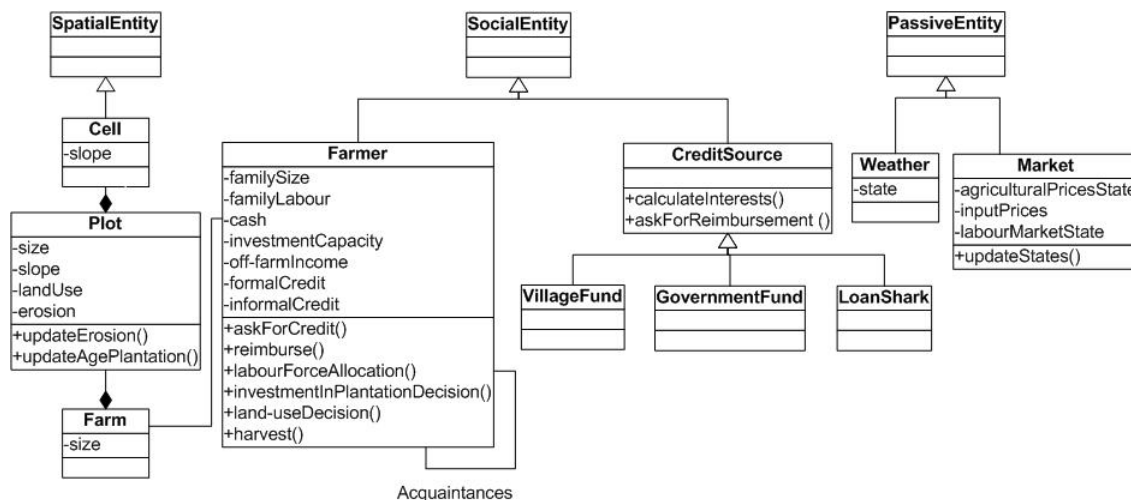 SpatialEntity
Cell
-slope
Plot
-size
-slope
-landUse
-erosion
+updateErosion()
+updateAgePlantation()
Farm
-size
SocialEntity
Farmer
-familySize
-familyLabour
-cash
-investmentCapacity
-off-farmIncome
-formalCredit
-informalCredit
+askForCredit()
+reimburse()
+labourForceAllocation()
+investmentInPlantationDecision()
+land-useDecision()
+harvest()
Acquaintances
CreditSource
+calculateInterests()
+askForReimbursement ()
VillageFund
GovernmentFund
LoanShark
PassiveEntity
Weather
-state
Market
-agriculturalPricesState
-inputPrices
-labourMarketState
+updateStates()